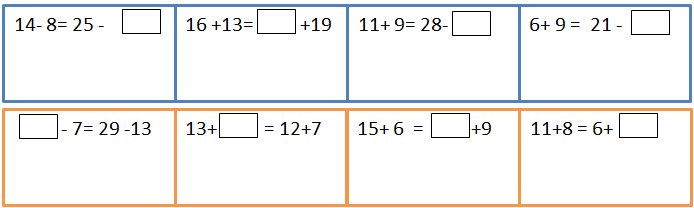 14- 8= 25 -
16 +13= +19
11+ 9= 28-
6+ 9 = 21 -
- 7= 29 -13
13+ = 12+7
15+ 6 = +9
11+8 = 6+